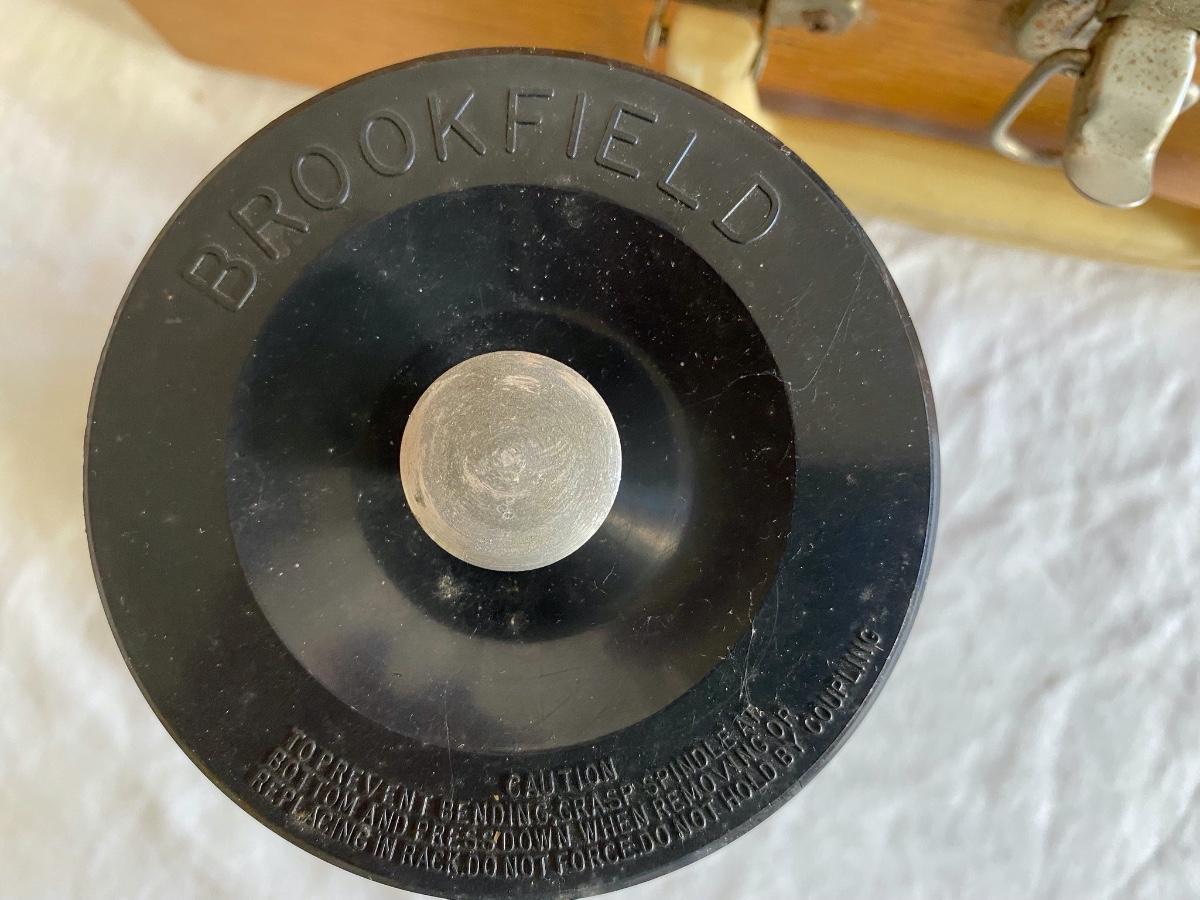 BROOKFIELD
CAUTION
TO PREVENT BENDING, GRASP SPINDLE AT
BOTTOM AND PRESS DOWN WHEN REMOVING OR
REPLACING IN RACK. DO NOT FORCE. DO NOT HOLD BY COUPLING